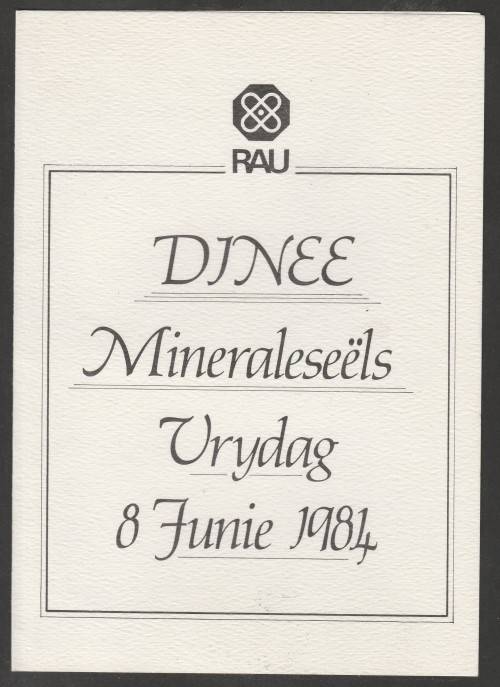 RAU
DINEE
Mineraleseëls
Vrydag
8 Junie 1984